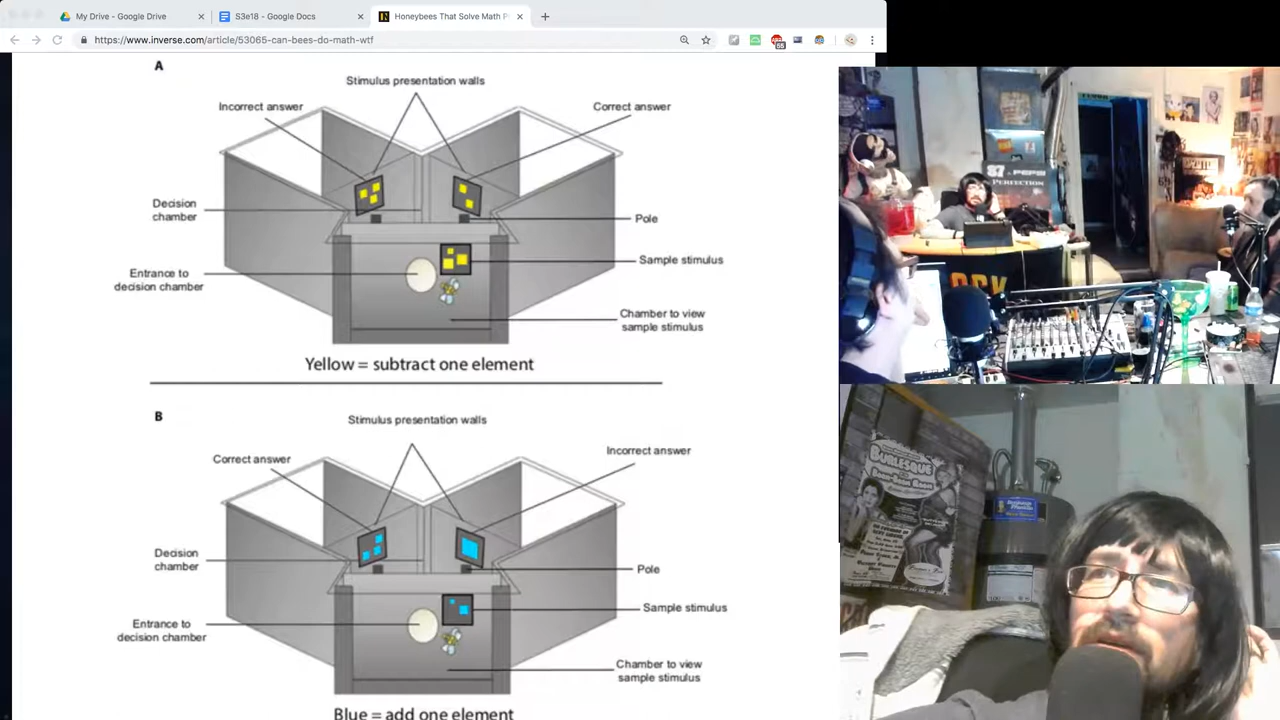 My Drive - Google Drive
S3e18 - Google Docs
Honeybees That Solve Math P
https://www.inverse.com/article/53065-can-bees-do-math-wtf
55
A
Stimulus presentation walls
Incorrect answer
Correct answer
Decision
chamber
Pole
Sample stimulus
Entrance to
decision chamber
Chamber to view
sample stimulus
Yellow = subtract one element
B
Stimulus presentation walls
Correct answer
Incorrect answer
Decision
chamber
Pole
Sample stimulus
Entrance to
decision chamber
Chamber to view
sample stimulus
Blue = add one element
PEPSI
PERFECTION
BURLESQUE